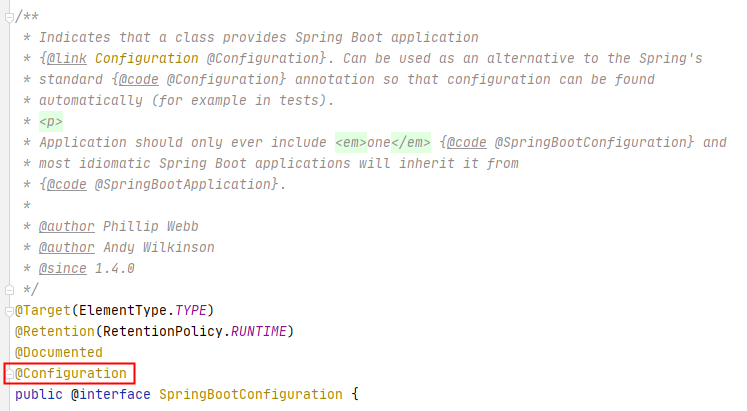 /**
 * Indicates that a class provides Spring Boot application
 * {@link Configuration @Configuration}. Can be used as an alternative to the Spring's
 * standard {@code @Configuration} annotation so that configuration can be found
 * automatically (for example in tests).
 * <p>
 * Application should only ever include <em>one</em> {@code @SpringBootConfiguration} and
 * most idiomatic Spring Boot applications will inherit it from
 * {@code @SpringBootApplication}.
 *
 * @author Phillip Webb
 * @author Andy Wilkinson
 * @since 1.4.0
 */
@Target(ElementType.TYPE)
@Retention(RetentionPolicy.RUNTIME)
@Documented
@Configuration
public @interface SpringBootConfiguration {